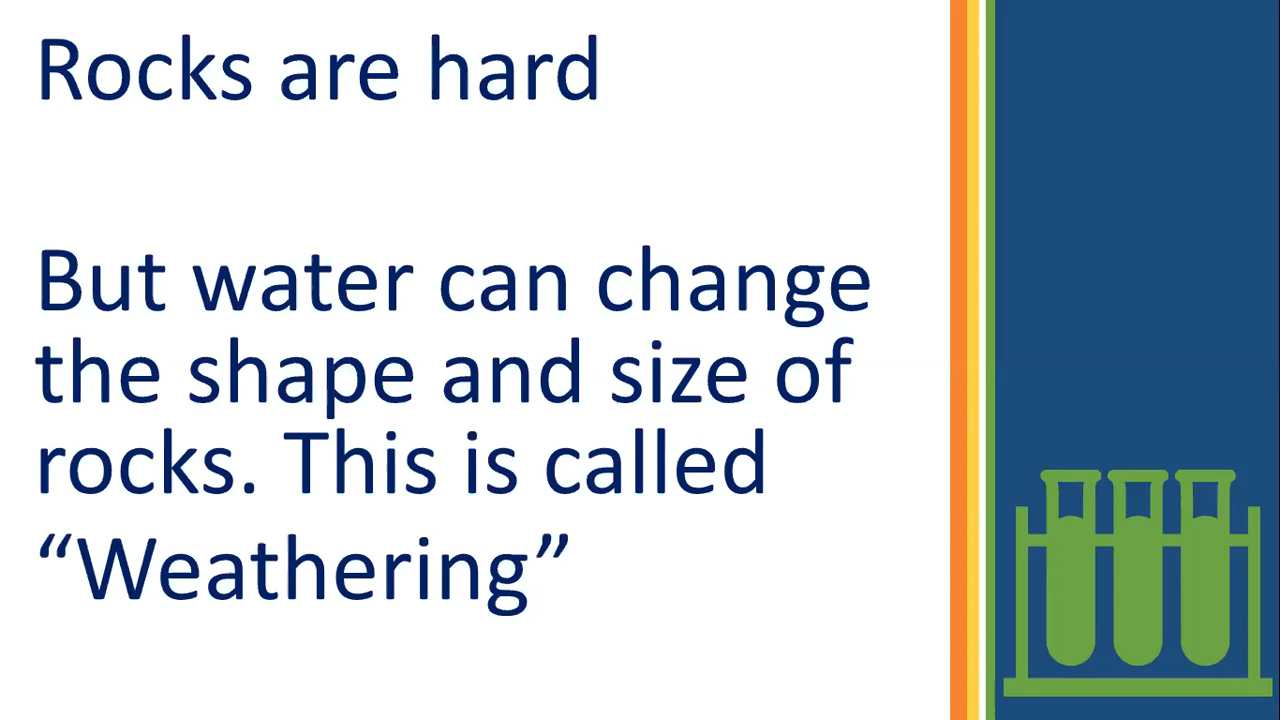 Rocks are hard
But water can change
the shape and size of
rocks. This is called
“Weathering”